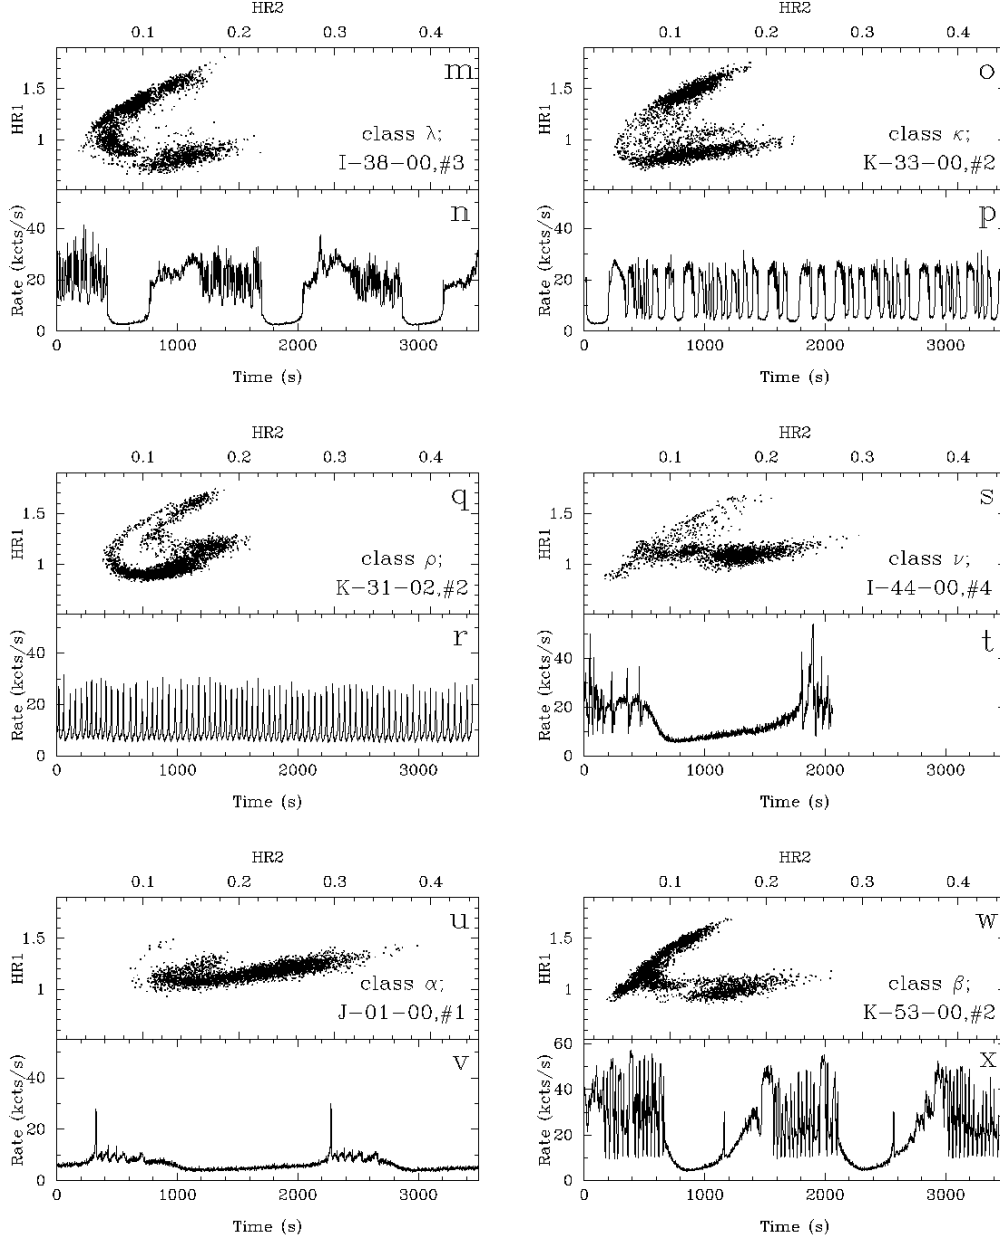 HR2 HR2
0.1 0.2 0.3 0.4 0.1 0.2 0.3 0.4
m o
HR1 1.5 1 HR1 1.5 1
class λ; class κ;
I-38-00,#3 K-33-00,#2
n p
Rate (kcts/s) 40 20 0 Rate (kcts/s) 40 20 0
0 1000 2000 3000 0 1000 2000 3000
Time (s) Time (s)
HR2 HR2
0.1 0.2 0.3 0.4 0.1 0.2 0.3 0.4
q s
HR1 1.5 1 HR1 1.5 1
class ρ; class ν;
K-31-02,#2 I-44-00,#4
r t
Rate (kcts/s) 40 20 0 Rate (kcts/s) 40 20 0
0 1000 2000 3000 0 1000 2000 3000
Time (s) Time (s)
HR2 HR2
0.1 0.2 0.3 0.4 0.1 0.2 0.3 0.4
u w
HR1 1.5 1 HR1 1.5 1
class α; class β;
J-01-00,#1 K-53-00,#2
v x
Rate (kcts/s) 40 20 0 Rate (kcts/s) 60 40 20 0
0 1000 2000 3000 0 1000 2000 3000
Time (s) Time (s)